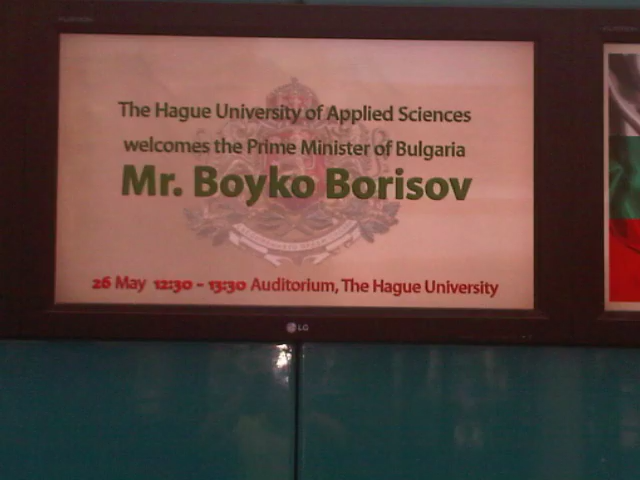 The Hague University of Applied Sciences
welcomes the Prime Minister of Bulgaria
Mr. Boyko Borisov
26 May 12:30 - 13:30 Auditorium, The Hague University
LG